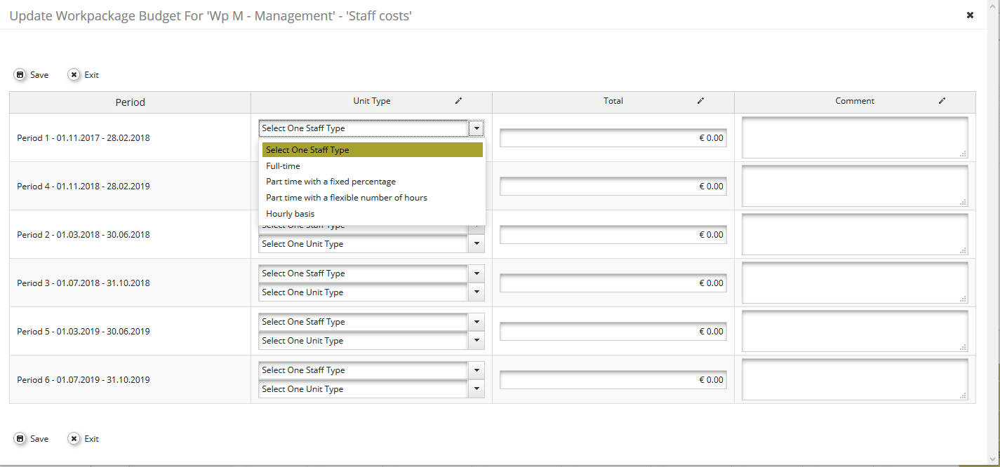 Update Workpackage Budget For 'Wp M - Management' - 'Staff costs'
Save Exit
Period Unit Type Total Comment
Period 1 - 01.11.2017 - 28.02.2018 Select One Staff Type € 0.00
Select One Staff Type
Full-time
Part time with a fixed percentage
Part time with a flexible number of hours
Hourly basis
Period 4 - 01.11.2018 - 28.02.2019 € 0.00
Select One Staff Type
Period 2 - 01.03.2018 - 30.06.2018 € 0.00
Select One Unit Type
Select One Staff Type
Period 3 - 01.07.2018 - 31.10.2018 € 0.00
Select One Unit Type
Select One Staff Type
Period 5 - 01.03.2019 - 30.06.2019 € 0.00
Select One Unit Type
Select One Staff Type
Period 6 - 01.07.2019 - 31.10.2019 € 0.00
Select One Unit Type
Save Exit